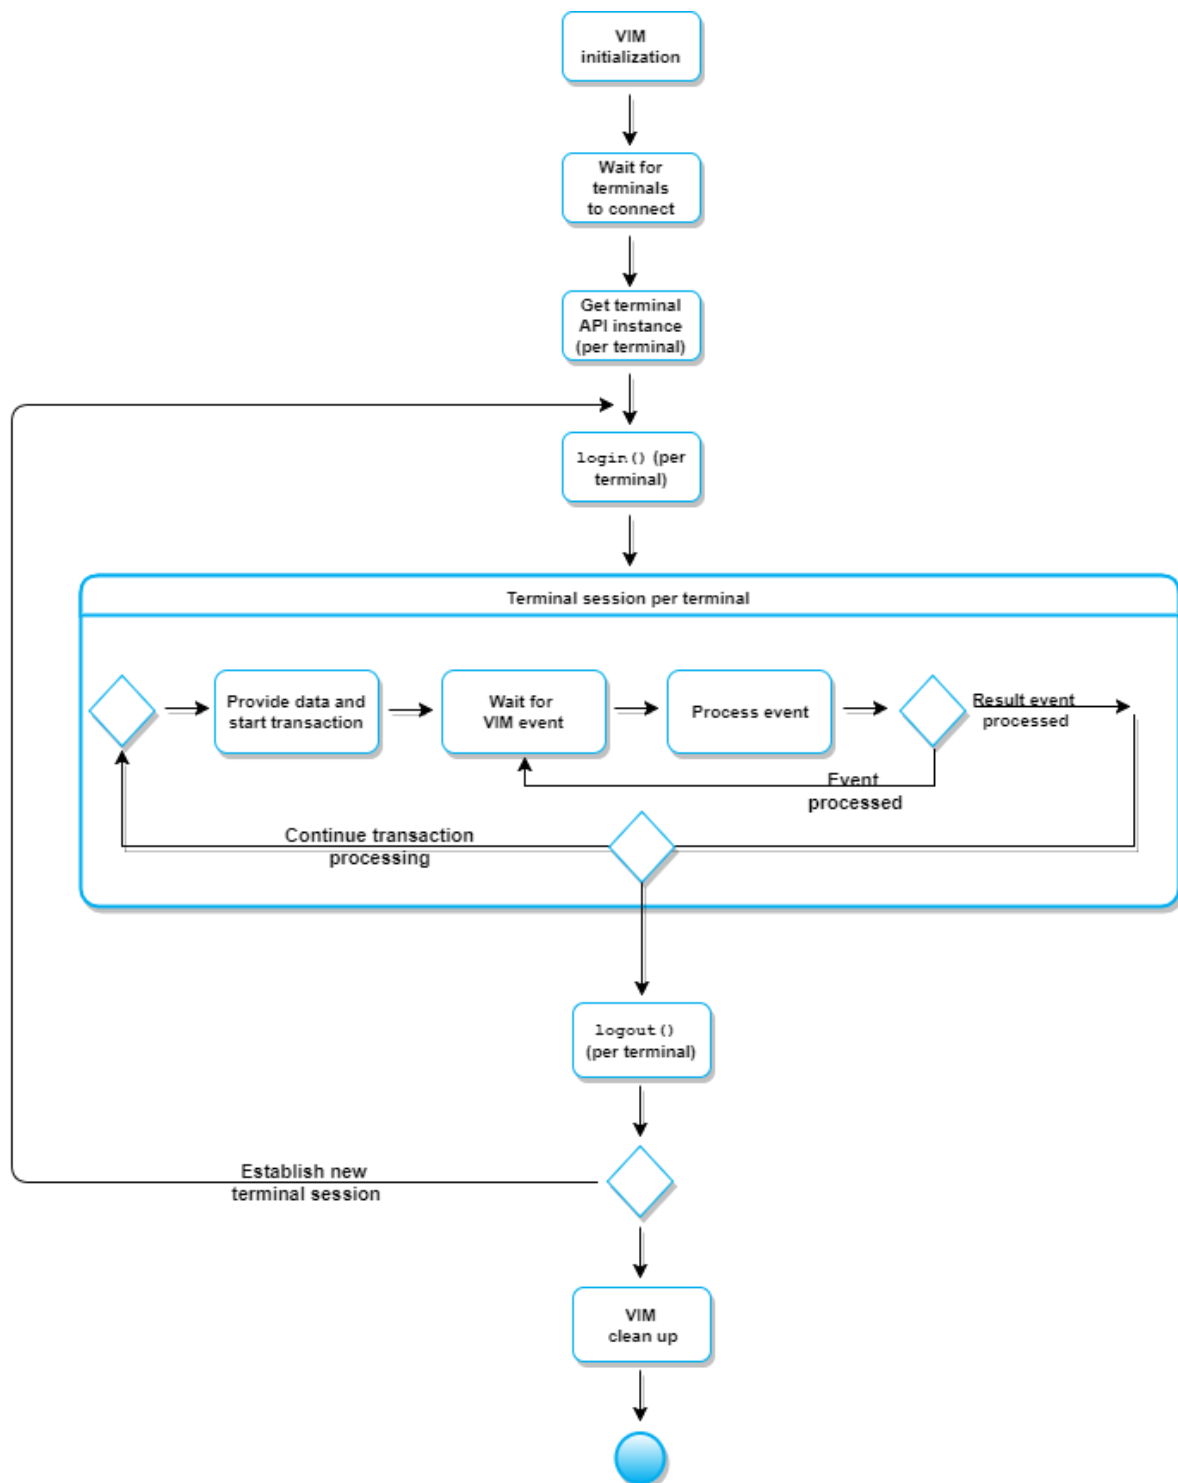 VIM
initialization
Wait for
terminals
to connect
Get terminal
API instance
(per terminal)
login() (per
terminal)
Terminal session per terminal
Provide data and
start transaction
Wait for
VIM event
Process event
Result event
processed
Event
processed
Continue transaction
processing
logout()
(per terminal)
Establish new
terminal session
VIM
clean up